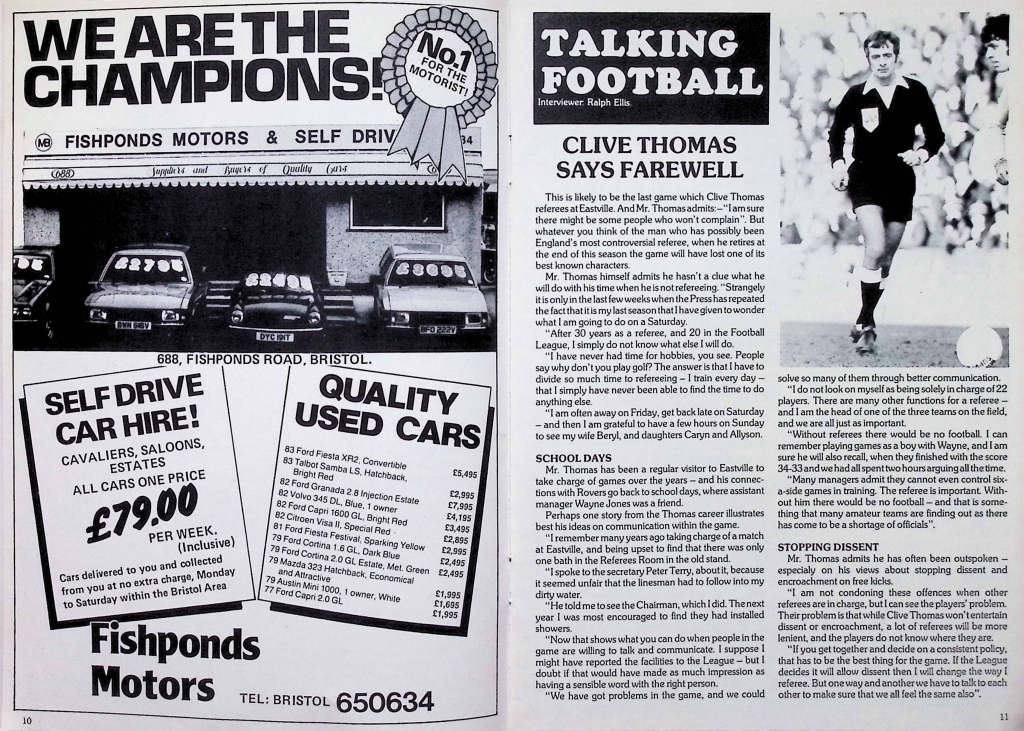 WE ARE THE
CHAMPIONS!
No.1
FOR THE
MOTORIST!
MB FISHPONDS MOTORS & SELF DRIV 34
688 Suppliers and Buyers of Quality Cars
£2795
£2491
£2695
BWN 616V
DYC 191T
BFO 222V
688, FISHPONDS ROAD, BRISTOL.
SELF DRIVE
CAR HIRE!
CAVALIERS, SALOONS,
ESTATES
ALL CARS ONE PRICE
£79.00
PER WEEK.
(Inclusive)
Cars delivered to you and collected
from you at no extra charge, Monday
to Saturday within the Bristol Area
QUALITY
USED CARS
83 Ford Fiesta XR2, Convertible £5,495
83 Talbot Samba LS, Hatchback,
Bright Red £2,995
82 Ford Granada 2.8 Injection Estate £7,995
82 Volvo 345 DL, Blue, 1 owner £4,195
82 Ford Capri 1600 GL, Bright Red £3,495
82 Citroen Visa II, Special Red £2,895
81 Ford Fiesta Festival, Sparking Yellow £2,995
79 Ford Cortina 1.6 GL, Dark Blue £2,495
79 Ford Cortina 2.0 GL Estate, Met. Green £2,495
79 Mazda 323 Hatchback, Economical
and Attractive £1,995
79 Austin Mini 1000, 1 owner, White £1,695
77 Ford Capri 2.0 GL £1,995
Fishponds
Motors
TEL: BRISTOL 650634
10
TALKING
FOOTBALL
Interviewer: Ralph Ellis.
CLIVE THOMAS
SAYS FAREWELL
This is likely to be the last game which Clive Thomas
referees at Eastville. And Mr. Thomas admits:–"I am sure
there might be some people who won't complain". But
whatever you think of the man who has possibly been
England's most controversial referee, when he retires at
the end of this season the game will have lost one of its
best known characters.
Mr. Thomas himself admits he hasn't a clue what he
will do with his time when he is not refereeing. "Strangely
it is only in the last few weeks when the Press has repeated
the fact that it is my last season that I have given to wonder
what I am going to do on a Saturday.
"After 30 years as a referee, and 20 in the Football
League, I simply do not know what else I will do.
"I have never had time for hobbies, you see. People
say why don't you play golf? The answer is that I have to
divide so much time to refereeing – I train every day –
that I simply have never been able to find the time to do
anything else.
"I am often away on Friday, get back late on Saturday
– and then I am grateful to have a few hours on Sunday
to see my wife Beryl, and daughters Caryn and Allyson.
SCHOOL DAYS
Mr. Thomas has been a regular visitor to Eastville to
take charge of games over the years – and his connec-
tions with Rovers go back to school days, where assistant
manager Wayne Jones was a friend.
Perhaps one story from the Thomas career illustrates
best his ideas on communication within the game.
"I remember many years ago taking charge of a match
at Eastville, and being upset to find that there was only
one bath in the Referees Room in the old stand.
"I spoke to the secretary Peter Terry, about it, because
it seemed unfair that the linesman had to follow into my
dirty water.
"He told me to see the Chairman, which I did. The next
year I was most encouraged to find they had installed
showers.
"Now that shows what you can do when people in the
game are willing to talk and communicate. I suppose I
might have reported the facilities to the League – but I
doubt if that would have made as much impression as
having a sensible word with the right person.
"We have got problems in the game, and we could
solve so many of them through better communication.
"I do not look on myself as being solely in charge of 22
players. There are many other functions for a referee –
and I am the head of one of the three teams on the field,
and we are all just as important.
"Without referees there would be no football. I can
remember playing games as a boy with Wayne, and I am
sure he will also recall, when they finished with the score
34-33 and we had all spent two hours arguing all the time.
"Many managers admit they cannot even control six-
a-side games in training. The referee is important. With-
out him there would be no football – and that is some-
thing that many amateur teams are finding out as there
has come to be a shortage of officials".
STOPPING DISSENT
Mr. Thomas admits he has often been outspoken –
especialy on his views about stopping dissent and
encroachment on free kicks.
"I am not condoning these offences when other
referees are in charge, but I can see the players' problem.
Their problem is that while Clive Thomas won't entertain
dissent or encroachment, a lot of referees will be more
lenient, and the players do not know where they are.
"If you get together and decide on a consistent policy,
that has to be the best thing for the game. If the League
decides it will allow dissent then I will change the way I
referee. But one way and another we have to talk to each
other to make sure that we all feel the same also".
11